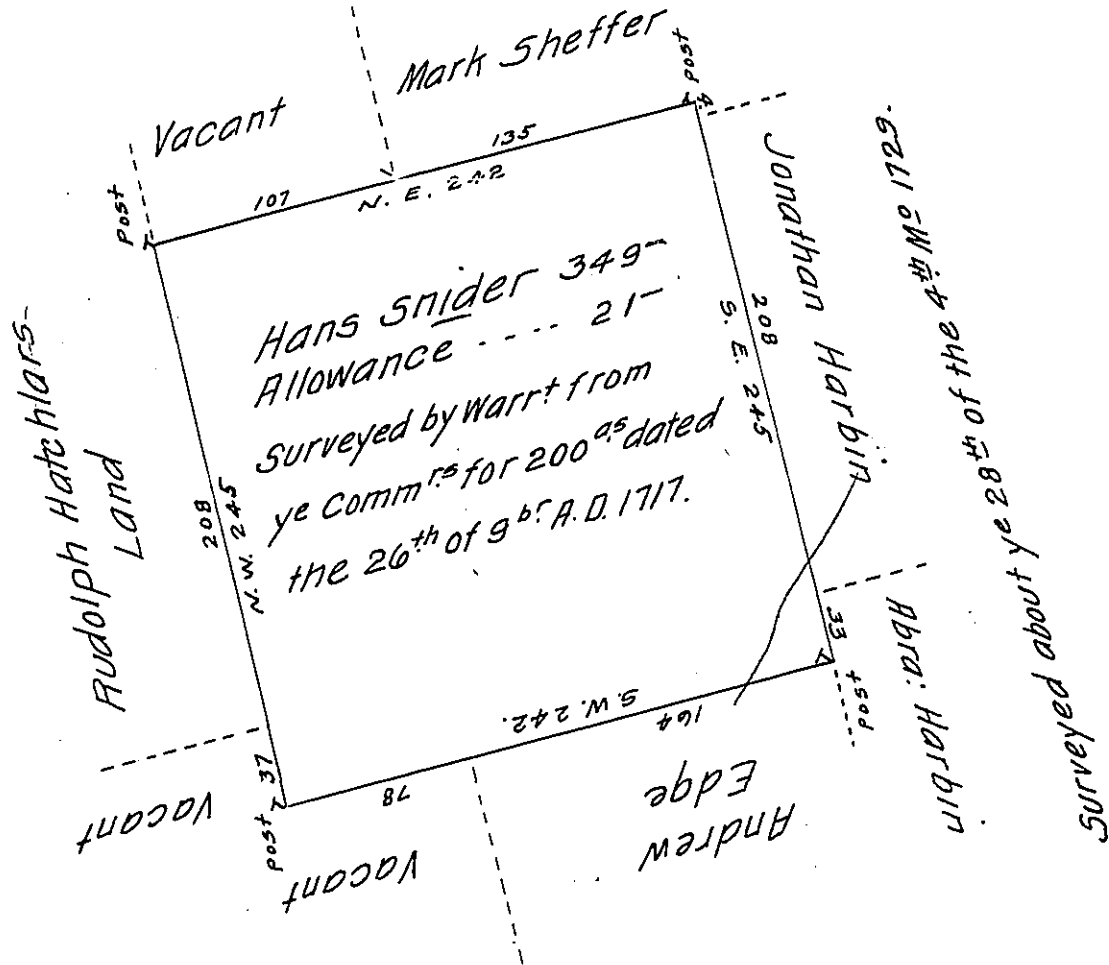 Vacant
Mark Sheffer
Post
Post
107
135
N. E. 242
Hans Snider 349-
Allowance ---- 21-
Surveyed by Warrt from
ye Commrs for 200as dated
the 26th of 9br A.D. 1717.
Rudolph Hatchlars-
Land
208
N.W. 245
37
Vacant
Post
208
S. E. 245
Jonathan Harbin
33
Post
Abra: Harbin
S.W. 242.
164
78
Andrew
Edge
Vacant
Surveyed about ye 28th of the 4th Mo 1729.